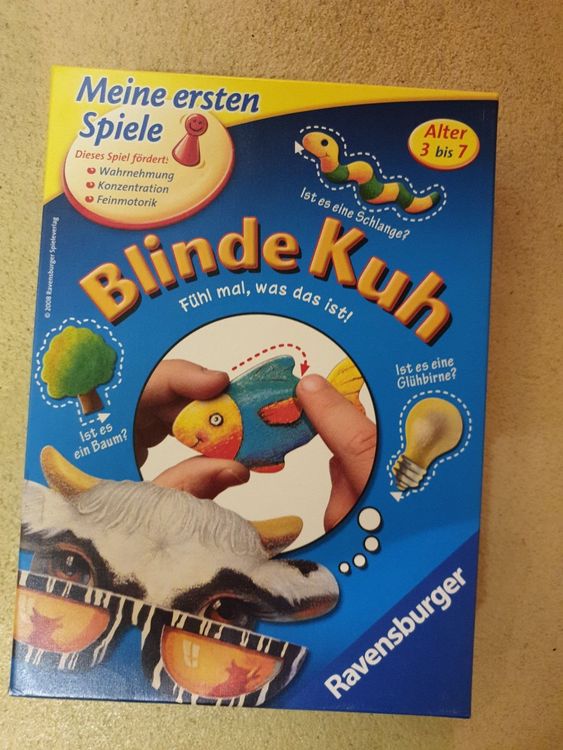 Meine ersten
Spiele
Dieses Spiel fördert:
Wahrnehmung
Konzentration
Feinmotorik
Alter
3 bis 7
Ist es eine Schlange?
Blinde Kuh
Fühl mal, was das ist!
© 2008 Ravensburger Spieleverlag
Ist es
ein Baum?
Ist es eine
Glühbirne?
Ravensburger